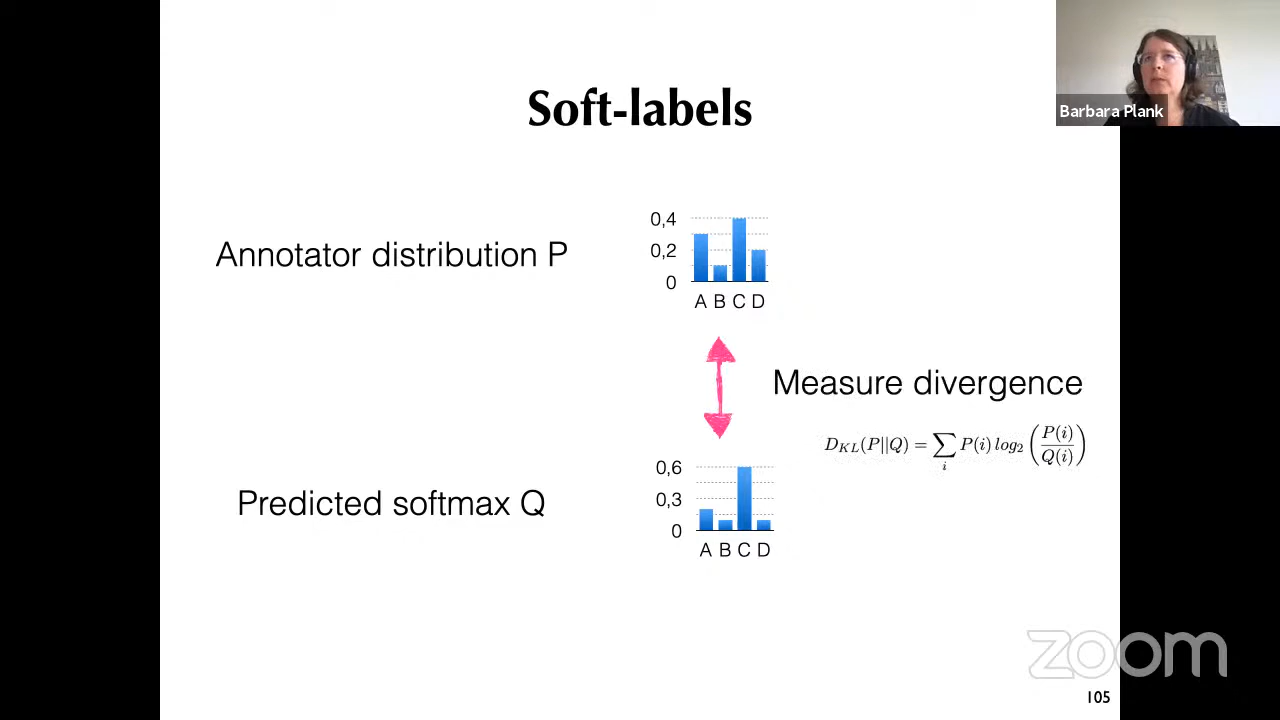 Barbara Plank
Soft-labels
Annotator distribution P
0,4
0,2
0
A B C D
Measure divergence
D_{KL}(P||Q) = \sum_i P(i) log_2 \left( \frac{P(i)}{Q(i)} \right)
Predicted softmax Q
0,6
0,3
0
A B C D
zoom
105